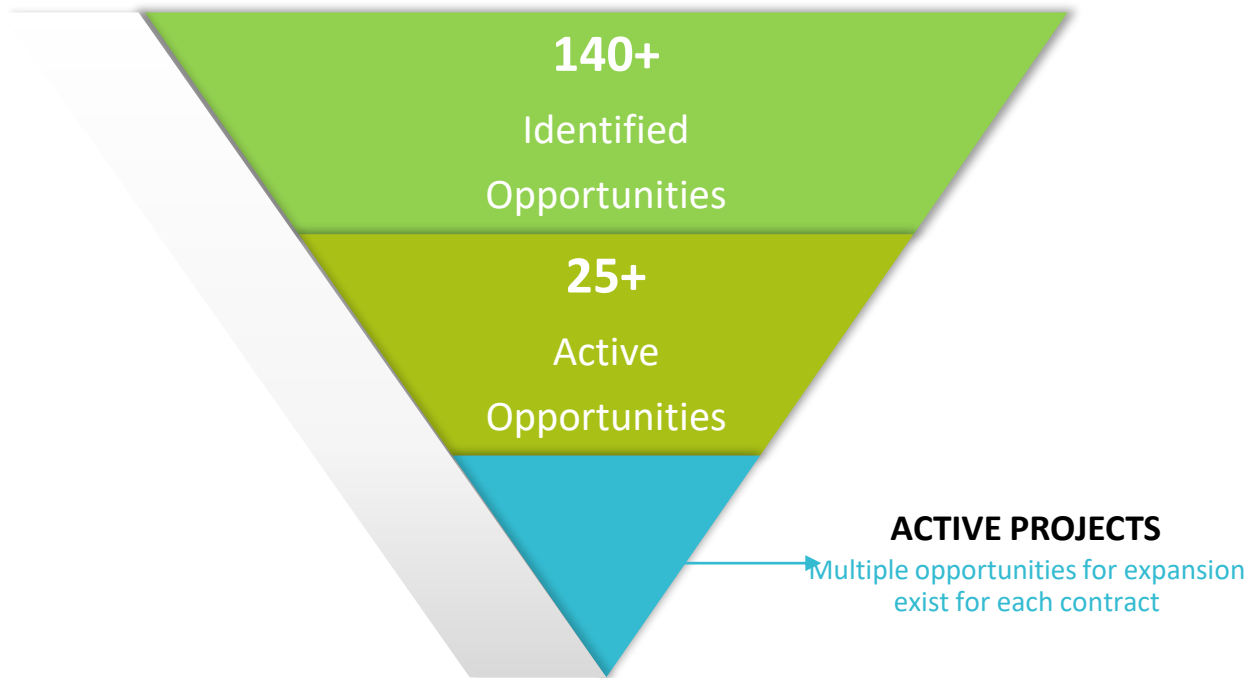 140+
Identified
Opportunities
25+
Active
Opportunities
ACTIVE PROJECTS
Multiple opportunities for expansion
exist for each contract